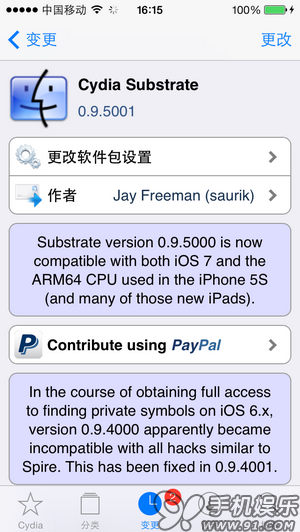 中国移动 16:15 100%
变更 更改
Cydia Substrate
0.9.5001
更改软件包设置
作者 Jay Freeman (saurik)
Substrate version 0.9.5000 is now
compatible with both iOS 7 and the
ARM64 CPU used in the iPhone 5S
(and many of those new iPads).
Contribute using PayPal
In the course of obtaining full access
to finding private symbols on iOS 6.x,
version 0.9.4000 apparently became
incompatible with all hacks similar to
Spire. This has been fixed in 0.9.4001.
2
Cydia 分类 变更
手机娱乐
www.91.com